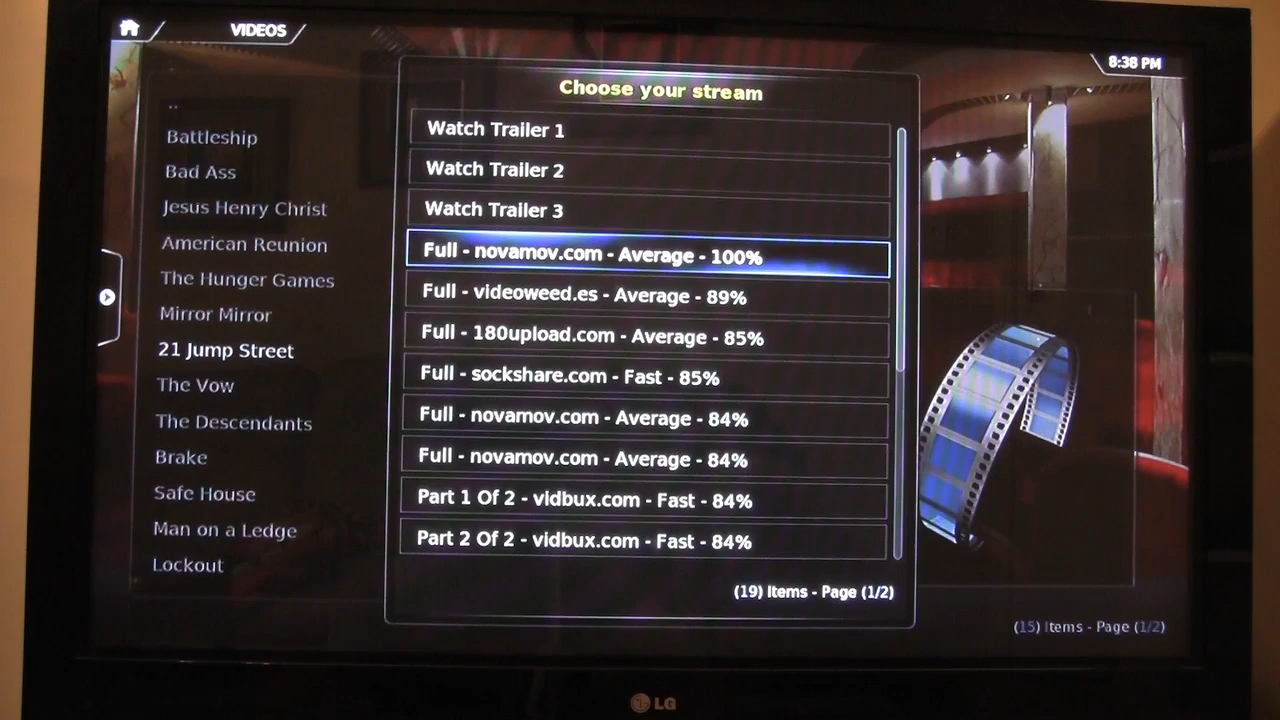 VIDEOS
8:38 PM
..
Battleship
Bad Ass
Jesus Henry Christ
American Reunion
The Hunger Games
Mirror Mirror
21 Jump Street
The Vow
The Descendants
Brake
Safe House
Man on a Ledge
Lockout
Choose your stream
Watch Trailer 1
Watch Trailer 2
Watch Trailer 3
Full - novamov.com - Average - 100%
Full - videoweed.es - Average - 89%
Full - 180upload.com - Average - 85%
Full - sockshare.com - Fast - 85%
Full - novamov.com - Average - 84%
Full - novamov.com - Average - 84%
Part 1 Of 2 - vidbux.com - Fast - 84%
Part 2 Of 2 - vidbux.com - Fast - 84%
(19) Items - Page (1/2)
(15) Items - Page (1/2)
LG